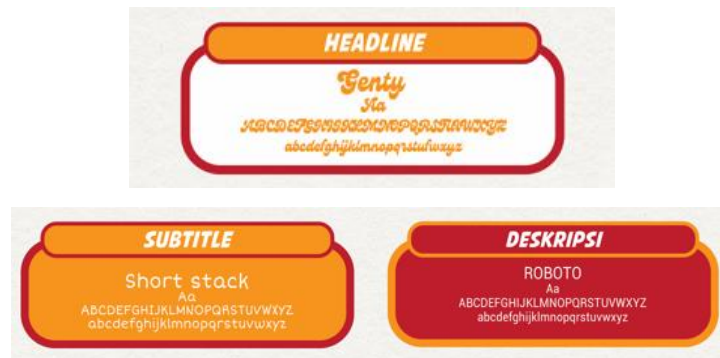 HEADLINE
Genty
Aa
ABCDEFGHIJKLMNOPQRSTUVWXYZ
abcdefghijklmnopqrstuvwxyz
SUBTITLE
Short stack
Aa
ABCDEFGHIJKLMNOPQRSTUVWXYZ
abcdefghijklmnopqrstuvwxyz
DESKRIPSI
ROBOTO
Aa
ABCDEFGHIJKLMNOPQRSTUVWXYZ
abcdefghijklmnopqrstuvwxyz